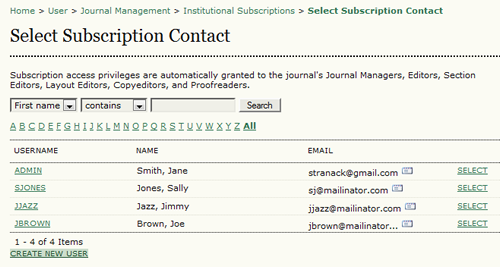 Home > User > Journal Management > Institutional Subscriptions > Select Subscription Contact
Select Subscription Contact
Subscription access privileges are automatically granted to the journal's Journal Managers, Editors, Section
Editors, Layout Editors, Copyeditors, and Proofreaders.
First name contains Search
A B C D E F G H I J K L M N O P Q R S T U V W X Y Z All
USERNAME NAME EMAIL
ADMIN Smith, Jane stranack@gmail.com SELECT
SJONES Jones, Sally sj@mailinator.com SELECT
JJAZZ Jazz, Jimmy jjazz@mailinator.com SELECT
JBROWN Brown, Joe jbrown@mailinator... SELECT
1 - 4 of 4 Items
CREATE NEW USER